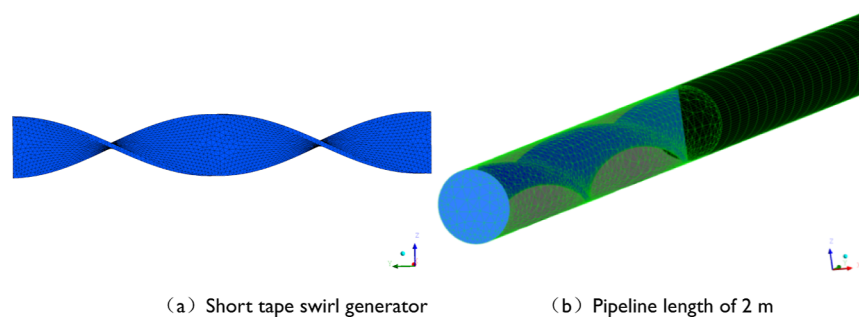 Z
Y
Z
（a）Short tape swirl generator
（b）Pipeline length of 2 m